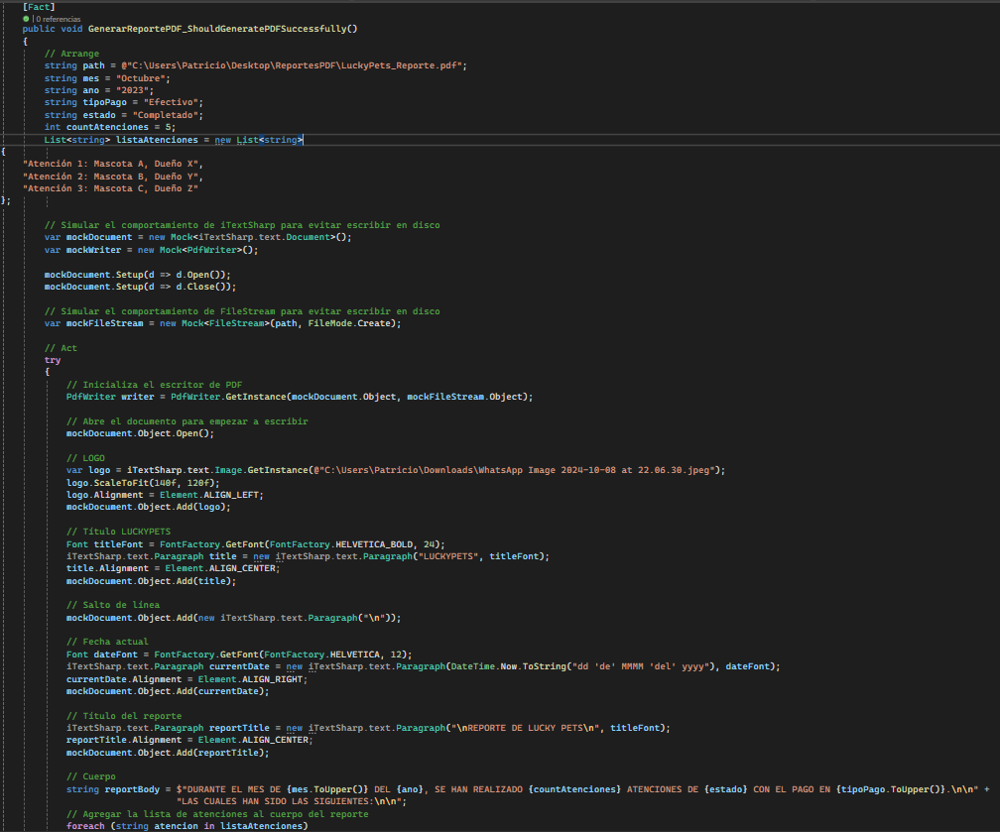 [Fact]
0 referencias
public void GenerarReportePDF_ShouldGeneratePDFSuccessfully()
{
// Arrange
string path = @"C:\Users\Patricio\Desktop\ReportesPDF\LuckyPets_Reporte.pdf";
string mes = "Octubre";
string ano = "2023";
string tipoPago = "Efectivo";
string estado = "Completado";
int countAtenciones = 5;
List<string> listaAtenciones = new List<string>
{
"Atención 1: Mascota A, Dueño X",
"Atención 2: Mascota B, Dueño Y",
"Atención 3: Mascota C, Dueño Z"
};
// Simular el comportamiento de iTextSharp para evitar escribir en disco
var mockDocument = new Mock<iTextSharp.text.Document>();
var mockWriter = new Mock<PdfWriter>();
mockDocument.Setup(d => d.Open());
mockDocument.Setup(d => d.Close());
// Simular el comportamiento de FileStream para evitar escribir en disco
var mockFileStream = new Mock<FileStream>(path, FileMode.Create);
// Act
try
{
// Inicializa el escritor de PDF
PdfWriter writer = PdfWriter.GetInstance(mockDocument.Object, mockFileStream.Object);
// Abre el documento para empezar a escribir
mockDocument.Object.Open();
// LOGO
var logo = iTextSharp.text.Image.GetInstance(@"C:\Users\Patricio\Downloads\WhatsApp Image 2024-10-08 at 22.06.30.jpeg");
logo.ScaleToFit(140f, 120f);
logo.Alignment = Element.ALIGN_LEFT;
mockDocument.Object.Add(logo);
// Título LUCKYPETS
Font titleFont = FontFactory.GetFont(FontFactory.HELVETICA_BOLD, 24);
iTextSharp.text.Paragraph title = new iTextSharp.text.Paragraph("LUCKYPETS", titleFont);
title.Alignment = Element.ALIGN_CENTER;
mockDocument.Object.Add(title);
// Salto de línea
mockDocument.Object.Add(new iTextSharp.text.Paragraph("\n"));
// Fecha actual
Font dateFont = FontFactory.GetFont(FontFactory.HELVETICA, 12);
iTextSharp.text.Paragraph currentDate = new iTextSharp.text.Paragraph(DateTime.Now.ToString("dd 'de' MMMM 'del' yyyy"), dateFont);
currentDate.Alignment = Element.ALIGN_RIGHT;
mockDocument.Object.Add(currentDate);
// Título del reporte
iTextSharp.text.Paragraph reportTitle = new iTextSharp.text.Paragraph("\nREPORTE DE LUCKY PETS\n", titleFont);
reportTitle.Alignment = Element.ALIGN_CENTER;
mockDocument.Object.Add(reportTitle);
// Cuerpo
string reportBody = $"DURANTE EL MES DE {mes.ToUpper()} DEL {ano}, SE HAN REALIZADO {countAtenciones} ATENCIONES DE {estado} CON EL PAGO EN {tipoPago.ToUpper()}.\n\n" +
"LAS CUALES HAN SIDO LAS SIGUIENTES:\n\n";
// Agregar la lista de atenciones al cuerpo del reporte
foreach (string atencion in listaAtenciones)